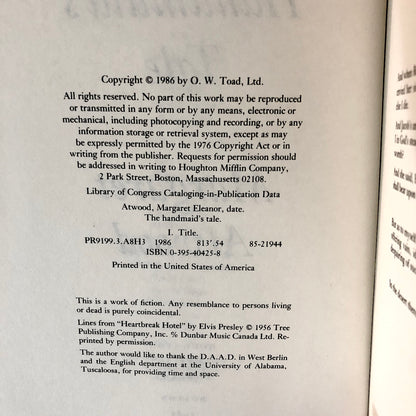 Copyright © 1986 by O. W. Toad, Ltd.
All rights reserved. No part of this work may be reproduced
or transmitted in any form or by any means, electronic or
mechanical, including photocopying and recording, or by any
information storage or retrieval system, except as may
be expressly permitted by the 1976 Copyright Act or in
writing from the publisher. Requests for permission should
be addressed in writing to Houghton Mifflin Company,
2 Park Street, Boston, Massachusetts 02108.
Library of Congress Cataloging-in-Publication Data
Atwood, Margaret Eleanor, date.
The handmaid's tale.
I. Title.
PR9199.3.A8H3 1986 813'.54 85-21944
ISBN 0-395-40425-8
Printed in the United States of America
This is a work of fiction. Any resemblance to persons living
or dead is purely coincidental.
Lines from "Heartbreak Hotel" by Elvis Presley © 1956 Tree
Publishing Company, Inc. % Dunbar Music Canada Ltd. Re-
printed by permission.
The author would like to thank the D.A.A.D. in West Berlin
and the English department at the University of Alabama,
Tuscaloosa, for providing time and space.